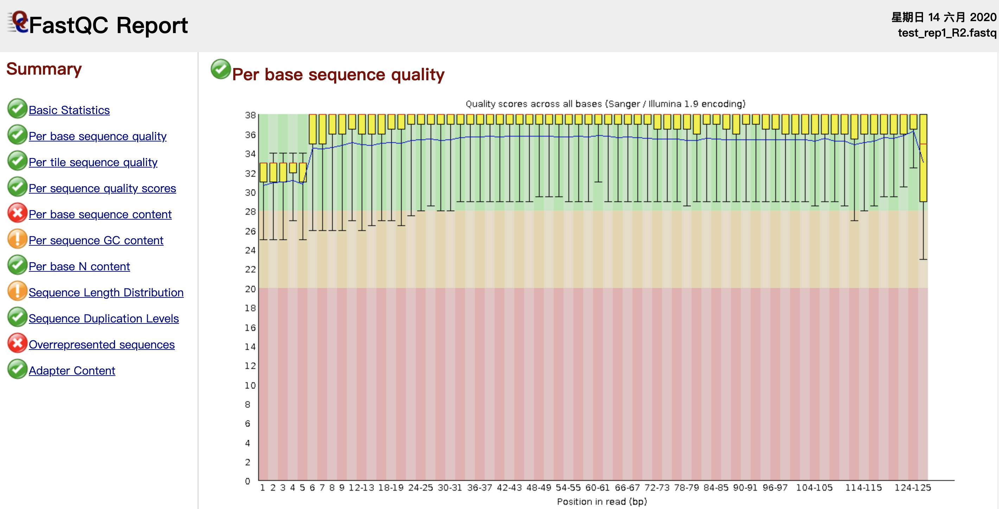 FastQC Report
星期日 14 六月 2020
test_rep1_R2.fastq
Summary
Basic Statistics
Per base sequence quality
Per tile sequence quality
Per sequence quality scores
Per base sequence content
Per sequence GC content
Per base N content
Sequence Length Distribution
Sequence Duplication Levels
Overrepresented sequences
Adapter Content
Per base sequence quality
Quality scores across all bases (Sanger / Illumina 1.9 encoding)
38
36
34
32
30
28
26
24
22
20
18
16
14
12
10
8
6
4
2
0
1 2 3 4 5 6 7 8 9 12-13 18-19 24-25 30-31 36-37 42-43 48-49 54-55 60-61 66-67 72-73 78-79 84-85 90-91 96-97 104-105 114-115 124-125
Position in read (bp)